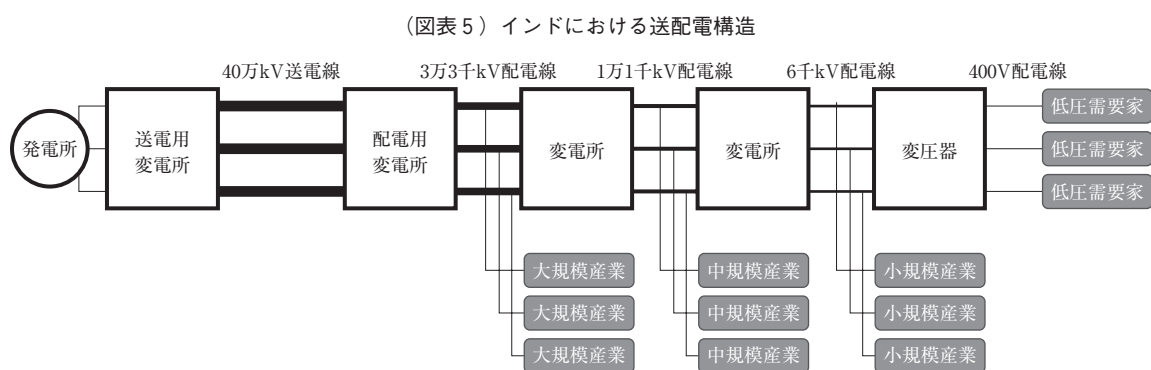 （図表5）インドにおける送配電構造
40万kV送電線
3万3千kV配電線
1万1千kV配電線
6千kV配電線
400V配電線
発電所
送電用
変電所
配電用
変電所
変電所
変電所
変圧器
低圧需要家
低圧需要家
低圧需要家
大規模産業
中規模産業
小規模産業
大規模産業
中規模産業
小規模産業
大規模産業
中規模産業
小規模産業